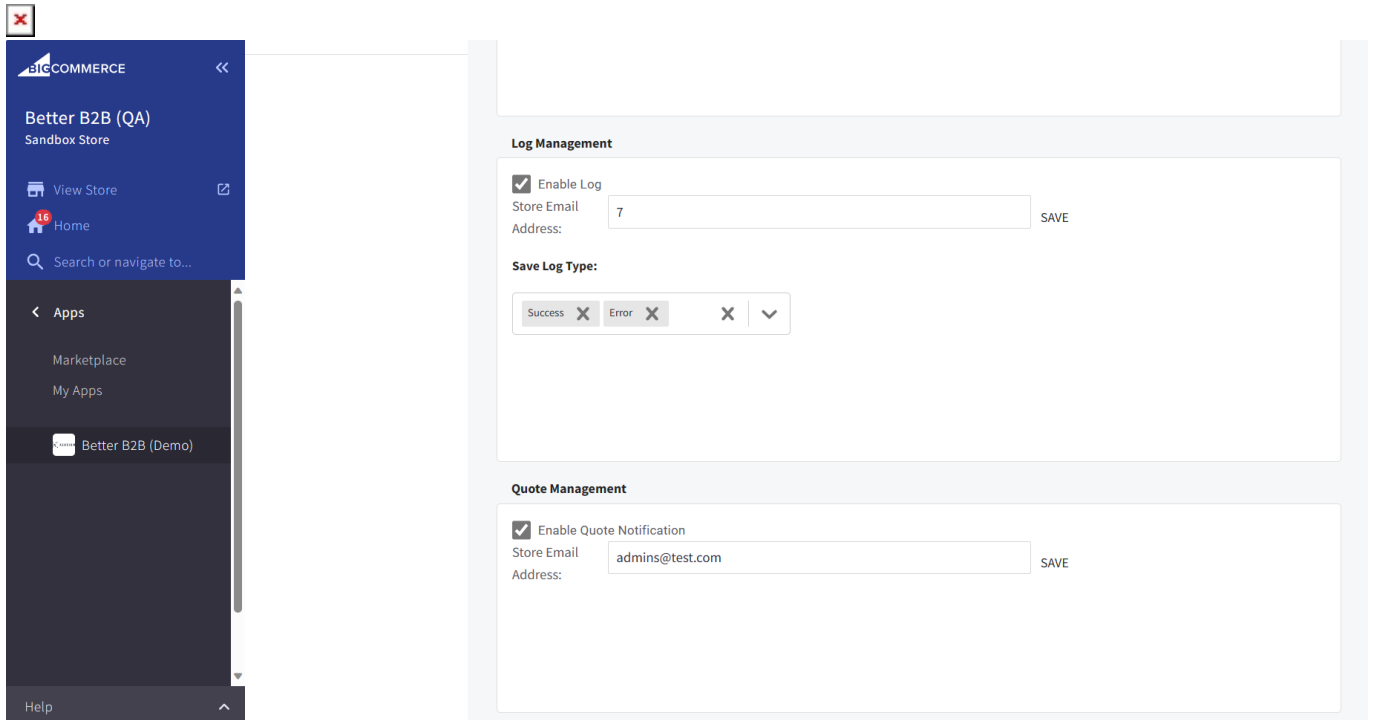 BIGCOMMERCE
Better B2B (QA)
Sandbox Store
View Store
16
Home
Search or navigate to...
Apps
Marketplace
My Apps
Better B2B (Demo)
Help
Log Management
Enable Log
Store Email
Address:
7
SAVE
Save Log Type:
Success
Error
Quote Management
Enable Quote Notification
Store Email
Address:
admins@test.com
SAVE